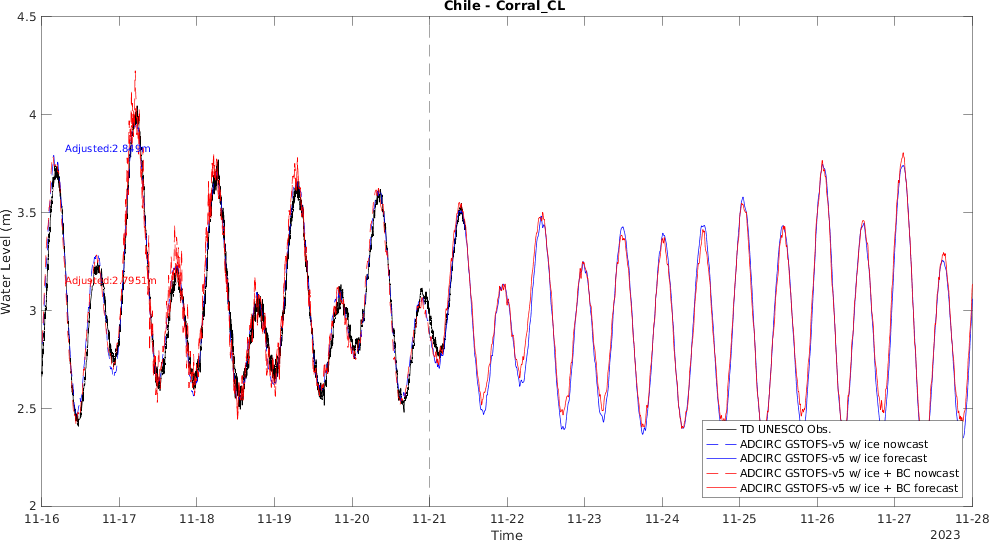 Chile - Corral_CL
4.5
4
3.5
3
2.5
2
Water Level (m)
Adjusted:2.849m
Adjusted:2.7951m
TD UNESCO Obs.
ADCIRC GSTOFS-v5 w/ ice nowcast
ADCIRC GSTOFS-v5 w/ ice forecast
ADCIRC GSTOFS-v5 w/ ice + BC nowcast
ADCIRC GSTOFS-v5 w/ ice + BC forecast
11-16 11-17 11-18 11-19 11-20 11-21 11-22 11-23 11-24 11-25 11-26 11-27 11-28
Time
2023